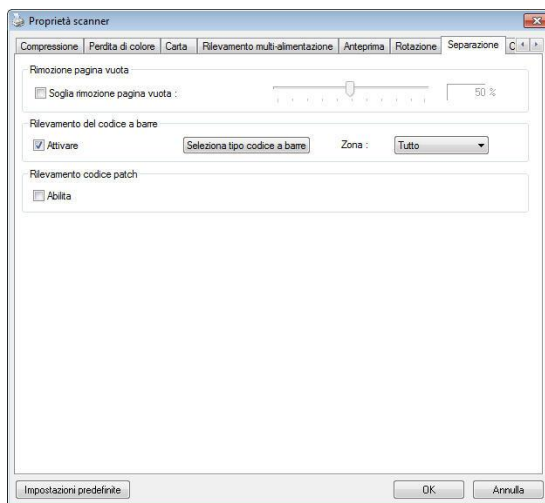 Proprietà scanner
Compressione Perdita di colore Carta Rilevamento multi-alimentazione Anteprima Rotazione Separazione
Rimozione pagina vuota
Soglia rimozione pagina vuota : 50 %
Rilevamento del codice a barre
Attivare Seleziona tipo codice a barre Zona : Tutto
Rilevamento codice patch
Abilita
Impostazioni predefinite OK Annulla